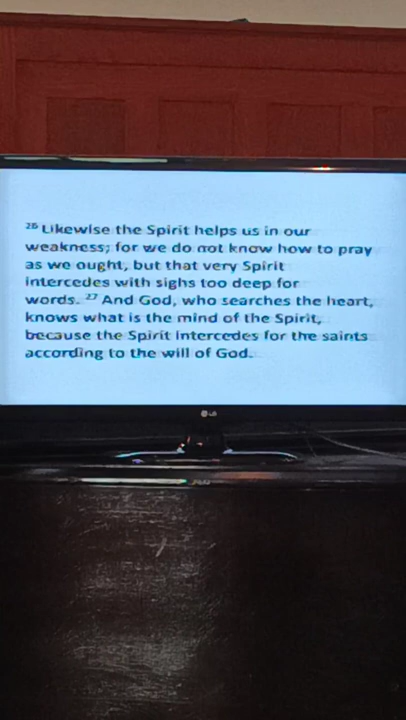 26 Likewise the Spirit helps us in our
weakness; for we do not know how to pray
as we ought, but that very Spirit
intercedes with sighs too deep for
words. 27 And God, who searches the heart,
knows what is the mind of the Spirit,
because the Spirit intercedes for the saints
according to the will of God.
LG